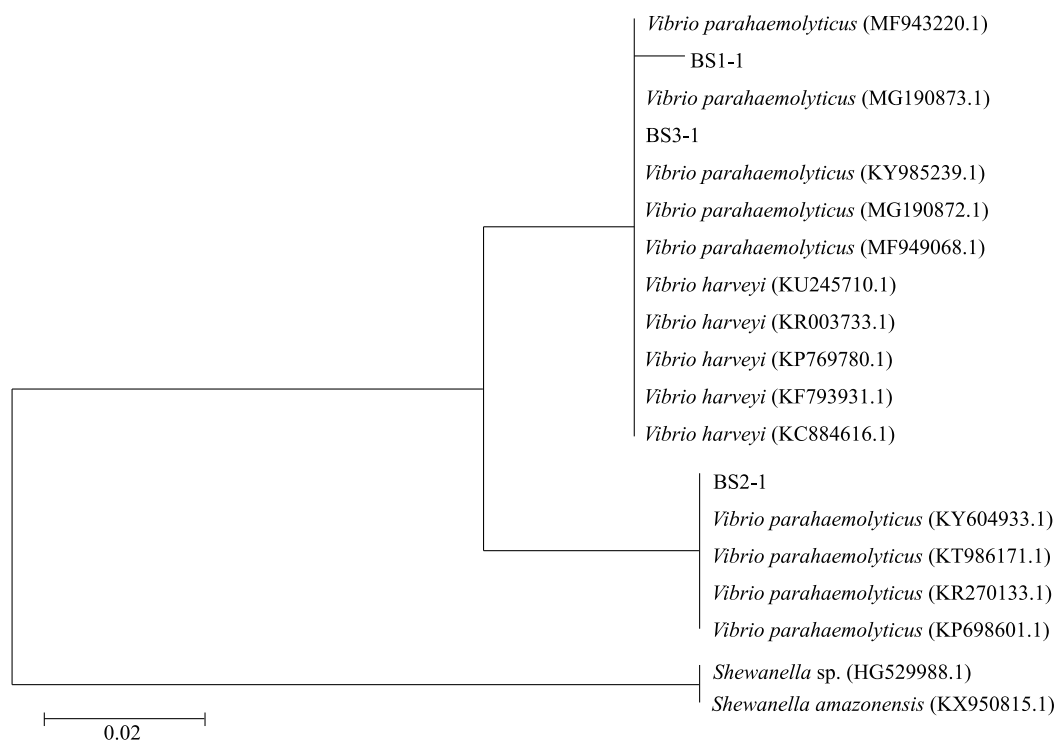 Vibrio parahaemolyticus (MF943220.1)
BS1-1
Vibrio parahaemolyticus (MG190873.1)
BS3-1
Vibrio parahaemolyticus (KY985239.1)
Vibrio parahaemolyticus (MG190872.1)
Vibrio parahaemolyticus (MF949068.1)
Vibrio harveyi (KU245710.1)
Vibrio harveyi (KR003733.1)
Vibrio harveyi (KP769780.1)
Vibrio harveyi (KF793931.1)
Vibrio harveyi (KC884616.1)
BS2-1
Vibrio parahaemolyticus (KY604933.1)
Vibrio parahaemolyticus (KT986171.1)
Vibrio parahaemolyticus (KR270133.1)
Vibrio parahaemolyticus (KP698601.1)
Shewanella sp. (HG529988.1)
Shewanella amazonensis (KX950815.1)
0.02